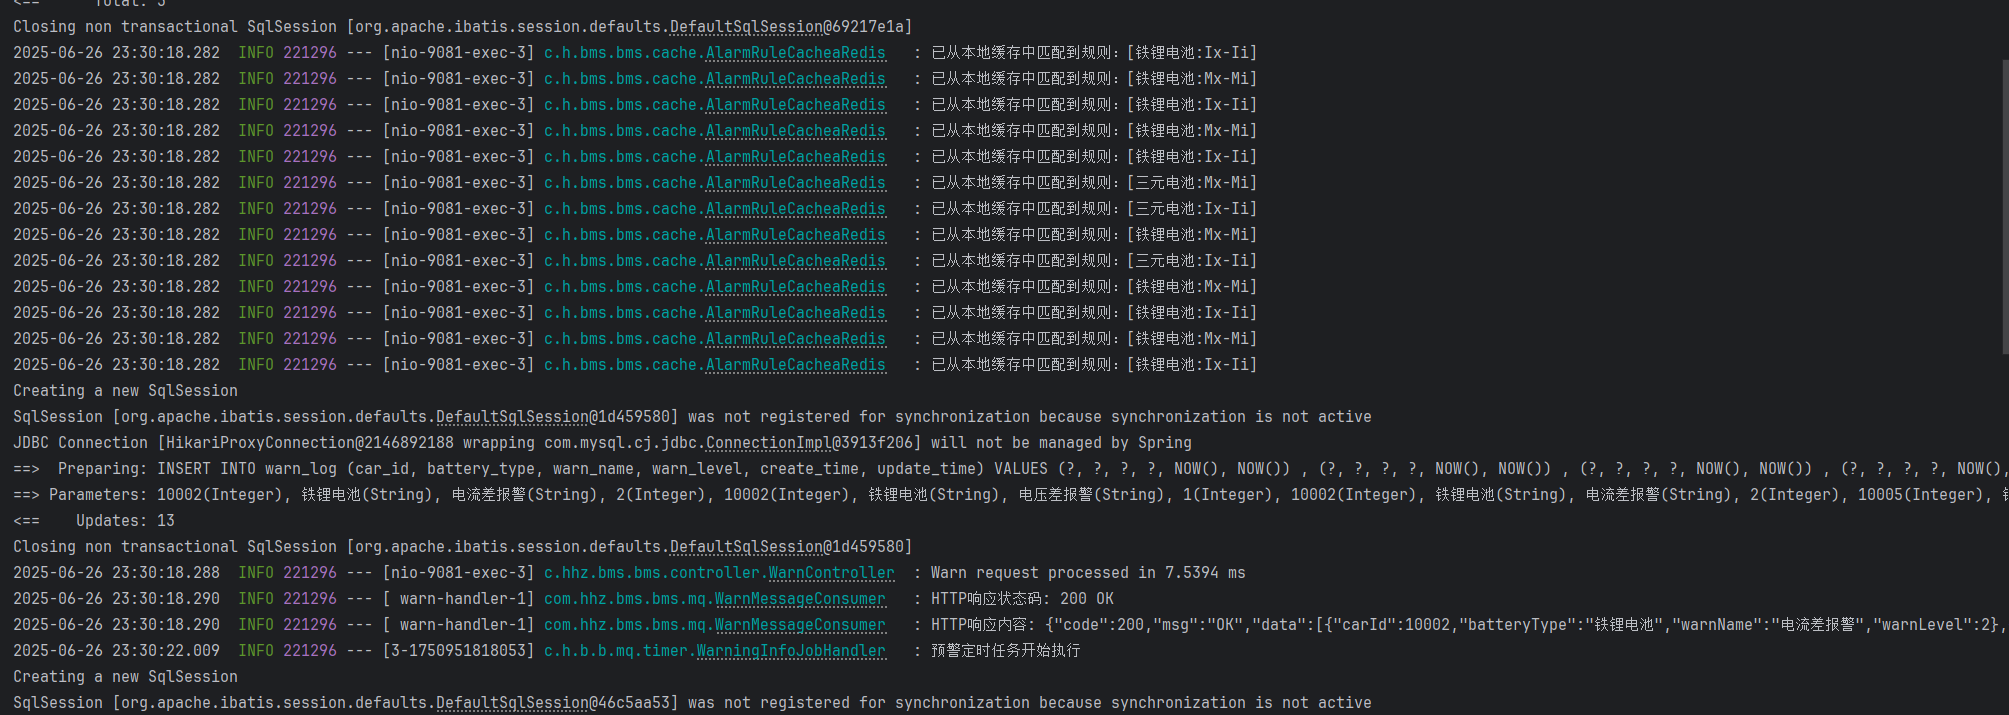 <==      Total: 3
Closing non transactional SqlSession [org.apache.ibatis.session.defaults.DefaultSqlSession@69217e1a]
2025-06-26 23:30:18.282  INFO 221296 --- [nio-9081-exec-3] c.h.bms.bms.cache.AlarmRuleCacheaRedis   : 已从本地缓存中匹配到规则：[铁锂电池:Ix-Ii]
2025-06-26 23:30:18.282  INFO 221296 --- [nio-9081-exec-3] c.h.bms.bms.cache.AlarmRuleCacheaRedis   : 已从本地缓存中匹配到规则：[铁锂电池:Mx-Mi]
2025-06-26 23:30:18.282  INFO 221296 --- [nio-9081-exec-3] c.h.bms.bms.cache.AlarmRuleCacheaRedis   : 已从本地缓存中匹配到规则：[铁锂电池:Ix-Ii]
2025-06-26 23:30:18.282  INFO 221296 --- [nio-9081-exec-3] c.h.bms.bms.cache.AlarmRuleCacheaRedis   : 已从本地缓存中匹配到规则：[铁锂电池:Mx-Mi]
2025-06-26 23:30:18.282  INFO 221296 --- [nio-9081-exec-3] c.h.bms.bms.cache.AlarmRuleCacheaRedis   : 已从本地缓存中匹配到规则：[铁锂电池:Ix-Ii]
2025-06-26 23:30:18.282  INFO 221296 --- [nio-9081-exec-3] c.h.bms.bms.cache.AlarmRuleCacheaRedis   : 已从本地缓存中匹配到规则：[三元电池:Mx-Mi]
2025-06-26 23:30:18.282  INFO 221296 --- [nio-9081-exec-3] c.h.bms.bms.cache.AlarmRuleCacheaRedis   : 已从本地缓存中匹配到规则：[三元电池:Ix-Ii]
2025-06-26 23:30:18.282  INFO 221296 --- [nio-9081-exec-3] c.h.bms.bms.cache.AlarmRuleCacheaRedis   : 已从本地缓存中匹配到规则：[铁锂电池:Mx-Mi]
2025-06-26 23:30:18.282  INFO 221296 --- [nio-9081-exec-3] c.h.bms.bms.cache.AlarmRuleCacheaRedis   : 已从本地缓存中匹配到规则：[三元电池:Ix-Ii]
2025-06-26 23:30:18.282  INFO 221296 --- [nio-9081-exec-3] c.h.bms.bms.cache.AlarmRuleCacheaRedis   : 已从本地缓存中匹配到规则：[铁锂电池:Mx-Mi]
2025-06-26 23:30:18.282  INFO 221296 --- [nio-9081-exec-3] c.h.bms.bms.cache.AlarmRuleCacheaRedis   : 已从本地缓存中匹配到规则：[铁锂电池:Ix-Ii]
2025-06-26 23:30:18.282  INFO 221296 --- [nio-9081-exec-3] c.h.bms.bms.cache.AlarmRuleCacheaRedis   : 已从本地缓存中匹配到规则：[铁锂电池:Mx-Mi]
2025-06-26 23:30:18.282  INFO 221296 --- [nio-9081-exec-3] c.h.bms.bms.cache.AlarmRuleCacheaRedis   : 已从本地缓存中匹配到规则：[铁锂电池:Ix-Ii]
Creating a new SqlSession
SqlSession [org.apache.ibatis.session.defaults.DefaultSqlSession@1d459580] was not registered for synchronization because synchronization is not active
JDBC Connection [HikariProxyConnection@2146892188 wrapping com.mysql.cj.jdbc.ConnectionImpl@3913f206] will not be managed by Spring
==>  Preparing: INSERT INTO warn_log (car_id, battery_type, warn_name, warn_level, create_time, update_time) VALUES (?, ?, ?, ?, NOW(), NOW()) , (?, ?, ?, ?, NOW(), NOW()) , (?, ?, ?, ?, NOW(), NOW()) , (?, ?, ?, ?, NOW(),
==> Parameters: 10002(Integer), 铁锂电池(String), 电流差报警(String), 2(Integer), 10002(Integer), 铁锂电池(String), 电压差报警(String), 1(Integer), 10002(Integer), 铁锂电池(String), 电流差报警(String), 2(Integer), 10005(Integer),
<==    Updates: 13
Closing non transactional SqlSession [org.apache.ibatis.session.defaults.DefaultSqlSession@1d459580]
2025-06-26 23:30:18.288  INFO 221296 --- [nio-9081-exec-3] c.hhz.bms.bms.controller.WarnController  : Warn request processed in 7.5394 ms
2025-06-26 23:30:18.290  INFO 221296 --- [ warn-handler-1] com.hhz.bms.bms.mq.WarnMessageConsumer   : HTTP响应状态码: 200 OK
2025-06-26 23:30:18.290  INFO 221296 --- [ warn-handler-1] com.hhz.bms.bms.mq.WarnMessageConsumer   : HTTP响应内容: {"code":200,"msg":"OK","data":[{"carId":10002,"batteryType":"铁锂电池","warnName":"电流差报警","warnLevel":2},
2025-06-26 23:30:22.009  INFO 221296 --- [3-1750951818053] c.h.b.b.mq.timer.WarningInfoJobHandler   : 预警定时任务开始执行
Creating a new SqlSession
SqlSession [org.apache.ibatis.session.defaults.DefaultSqlSession@46c5aa53] was not registered for synchronization because synchronization is not active